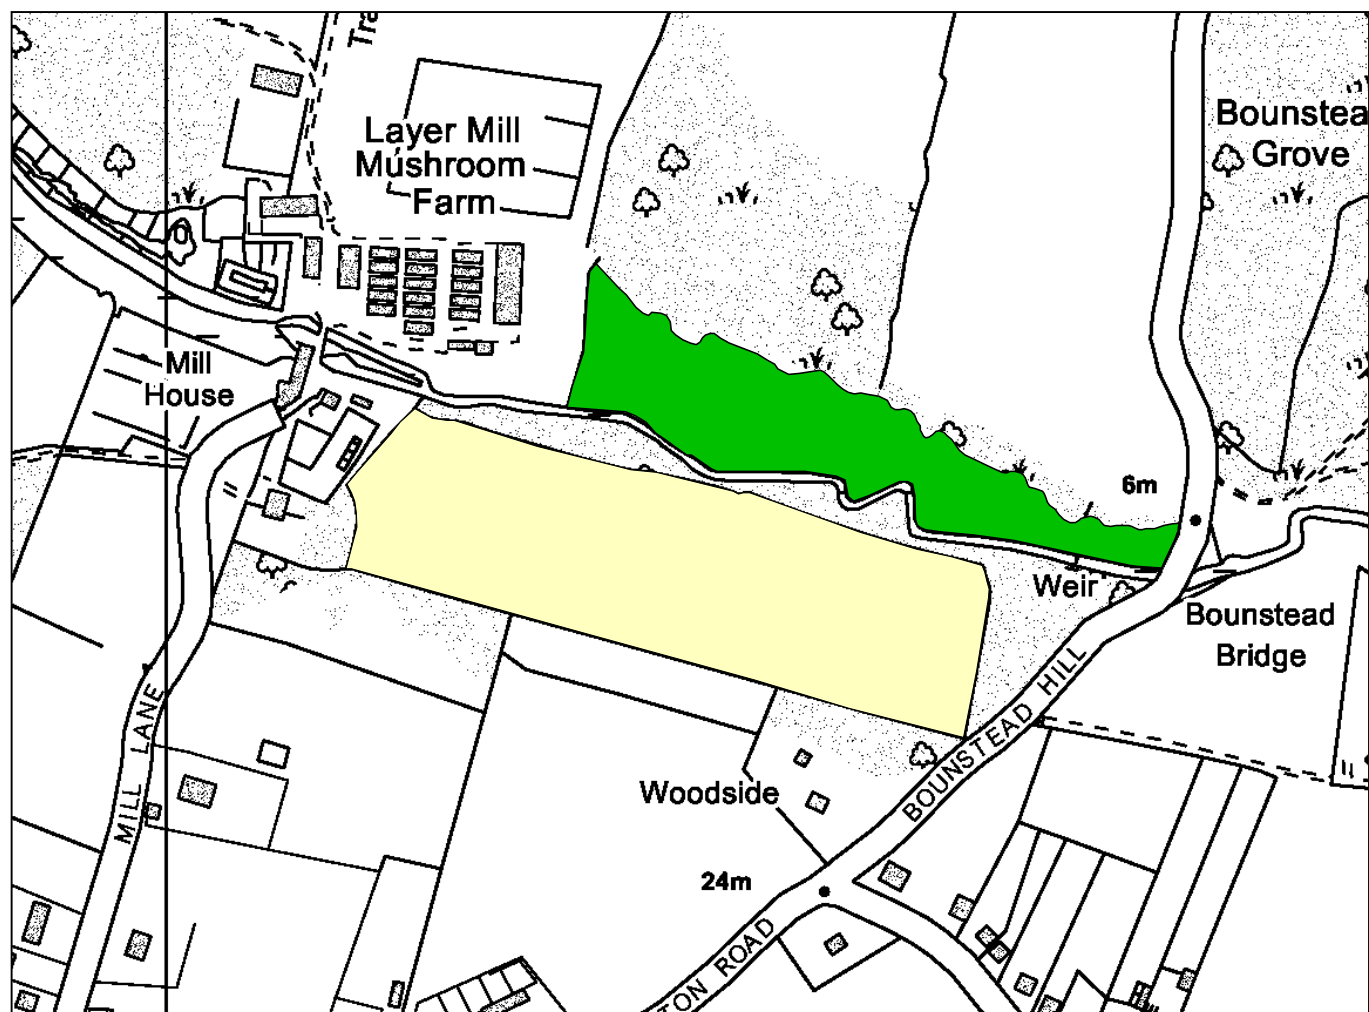 Layer Mill
Mushroom
Farm
Bounstea
Grove
Mill
House
6m
Weir
Bounstead
Bridge
MILL LANE
BOUNSTEAD HILL
Woodside
24m
TON ROAD